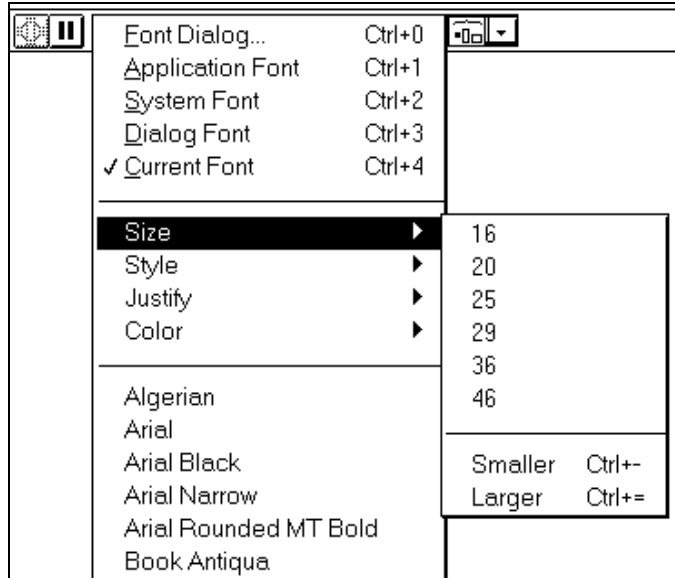 Font Dialog... Ctrl+0
Application Font Ctrl+1
System Font Ctrl+2
Dialog Font Ctrl+3
✓ Current Font Ctrl+4
Size
Style
Justify
Color
Algerian
Arial
Arial Black
Arial Narrow
Arial Rounded MT Bold
Book Antiqua
16
20
25
29
36
46
Smaller Ctrl+-
Larger Ctrl+=